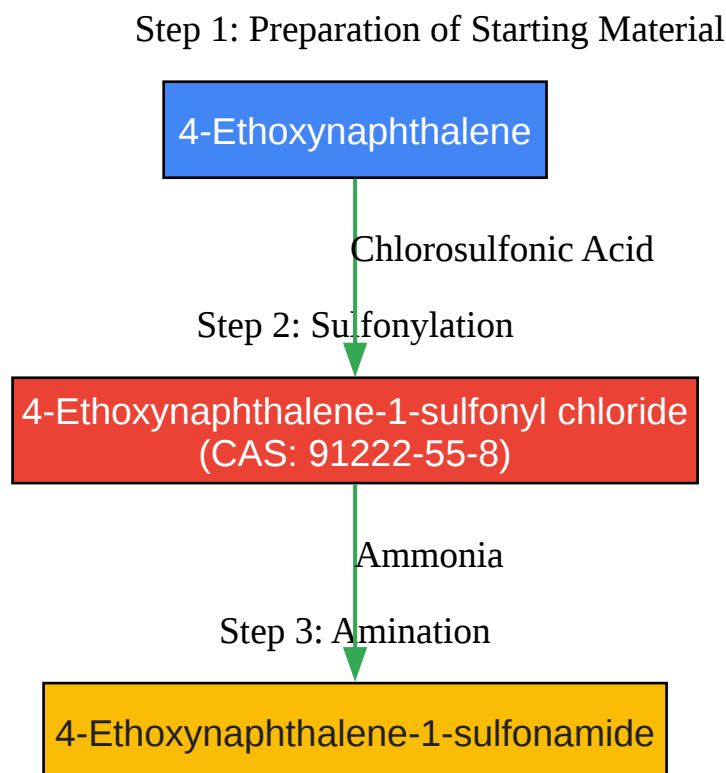 Step 1: Preparation of Starting Material
4-Ethoxynaphthalene
Chlorosulfonic Acid
Step 2: Sulfonylation
4-Ethoxynaphthalene-1-sulfonyl chloride
(CAS: 91222-55-8)
Ammonia
Step 3: Amination
4-Ethoxynaphthalene-1-sulfonamide